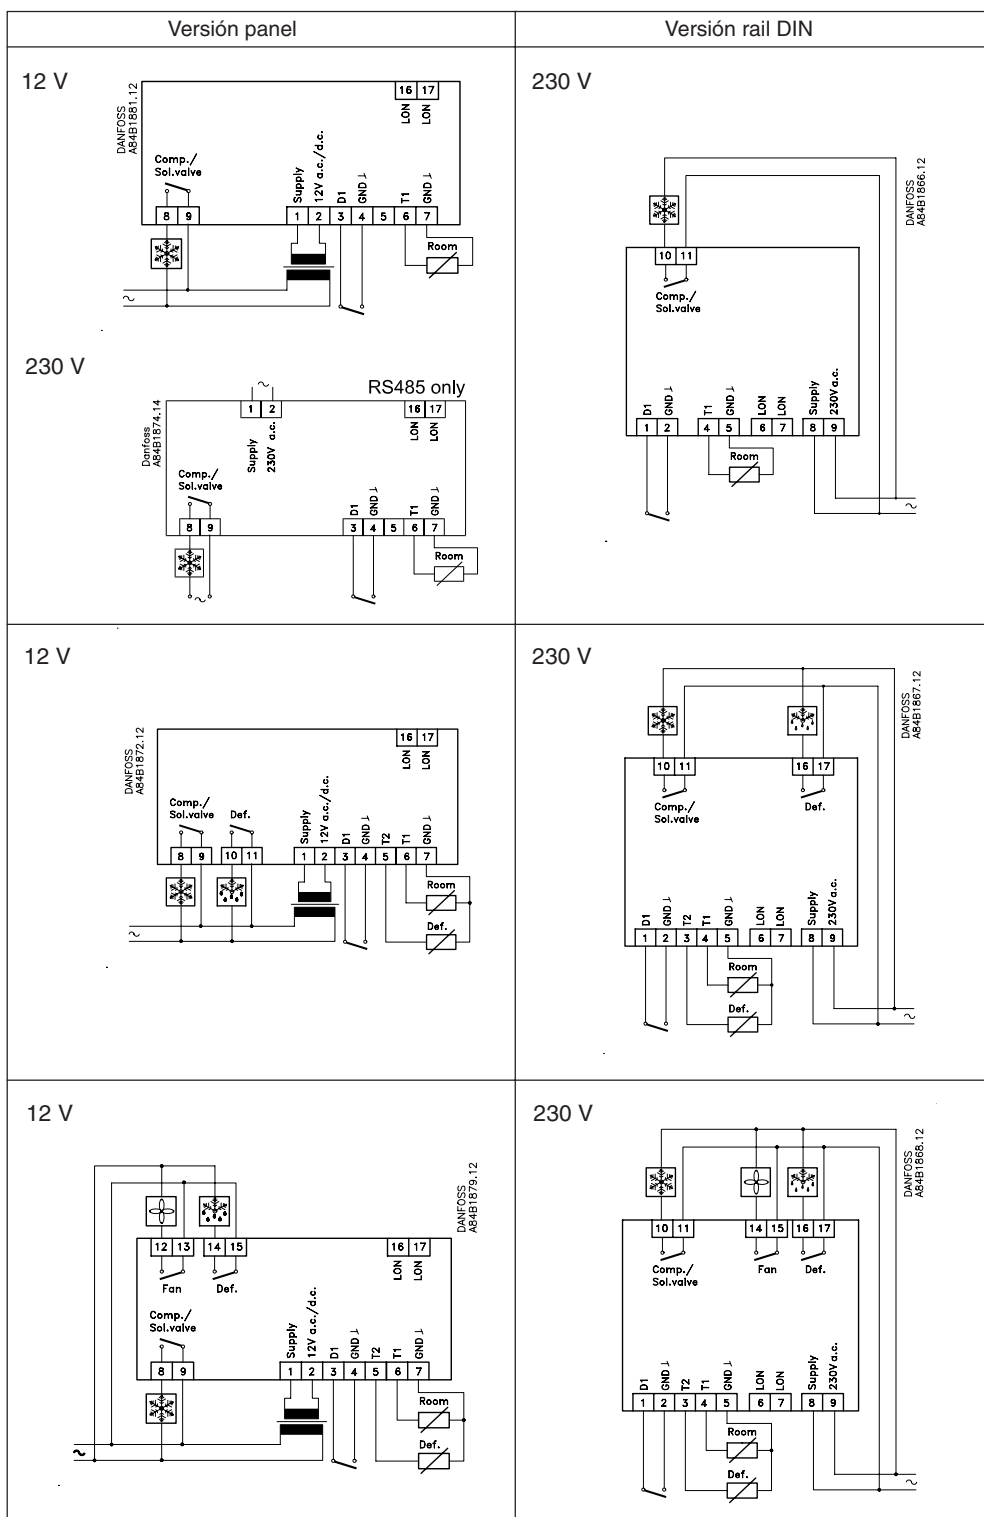 Versión panel
Versión rail DIN
12 V
DANFOSS
A84B1881.12
16 17
LON LON
Comp./
Sol.valve
Supply
12V a.c./d.c.
D1
GND
T1
GND
8 9
1 2 3 4 5 6 7
Room
~
230 V
RS485 only
Danfoss
A84B1874.14
~
1 2
16 17
Supply
230V a.c.
LON LON
Comp./
Sol.valve
D1
GND
T1
GND
8 9
3 4 5 6 7
Room
~
230 V
DANFOSS
A84B1866.12
10 11
Comp./
Sol.valve
D1
GND
T1
GND
LON
LON
Supply
230V a.c.
1 2 4 5 6 7 8 9
Room
~
12 V
DANFOSS
A84B1872.12
16 17
LON LON
Comp./
Sol.valve
Def.
Supply
12V a.c./d.c.
D1
GND
T2
T1
GND
8 9 10 11
1 2 3 4 5 6 7
Room
Def.
~
230 V
DANFOSS
A84B1867.12
10 11
16 17
Comp./
Sol.valve
Def.
D1
GND
T2
T1
GND
LON
LON
Supply
230V a.c.
1 2 3 4 5 6 7 8 9
Room
Def.
~
12 V
DANFOSS
A84B1879.12
12 13 14 15
16 17
LON LON
Fan
Def.
Comp./
Sol.valve
Supply
12V a.c./d.c.
D1
GND
T2
T1
GND
8 9
1 2 3 4 5 6 7
Room
Def.
~
230 V
DANFOSS
A84B1868.12
10 11
14 15 16 17
Comp./
Sol.valve
Fan
Def.
D1
GND
T2
T1
GND
LON
LON
Supply
230V a.c.
1 2 3 4 5 6 7 8 9
Room
Def.
~